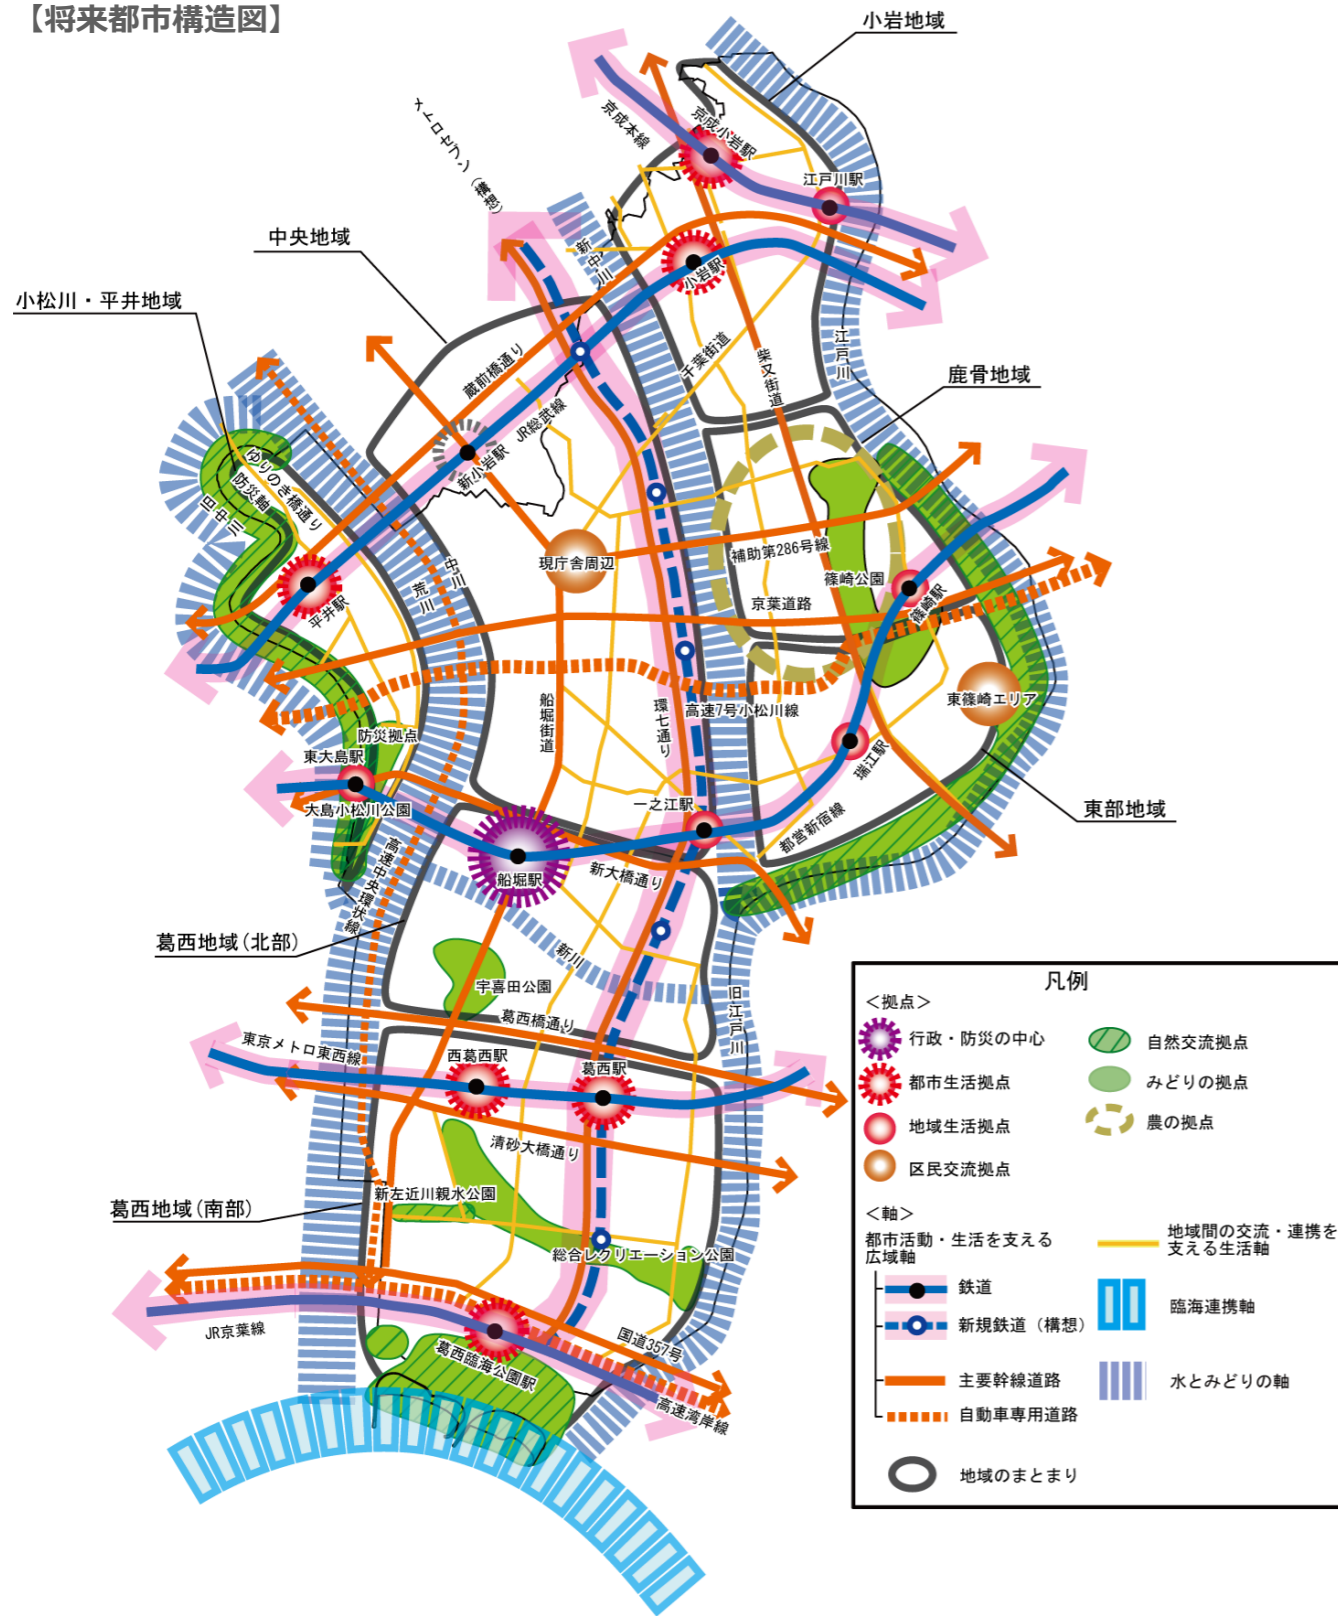 【将来都市構造図】
小岩地域
京成本線
京成小岩駅
メトロセブン（構想）
江戸川駅
中央地域
新中川
小岩駅
小松川・平井地域
江戸川
千葉街道
柴又街道
蔵前橋通り
JR総武線
鹿骨地域
新小岩駅
ゆりのき橋通り
防災軸
旧中川
現庁舎周辺
補助第286号線
篠崎公園
中川
荒川
平井駅
京葉道路
篠崎駅
船堀街道
環七通り
高速7号小松川線
東篠崎エリア
防災拠点
東大島駅
瑞江駅
大島小松川公園
一之江駅
都営新宿線
東部地域
高速中央環状線
船堀駅
新大橋通り
葛西地域(北部)
新川
宇喜田公園
旧江戸川
葛西橋通り
東京メトロ東西線
西葛西駅
葛西駅
清砂大橋通り
新左近川親水公園
葛西地域(南部)
総合レクリエーション公園
JR京葉線
国道357号
葛西臨海公園駅
高速湾岸線
凡例
＜拠点＞
行政・防災の中心
都市生活拠点
地域生活拠点
区民交流拠点
自然交流拠点
みどりの拠点
農の拠点
＜軸＞
都市活動・生活を支える
広域軸
鉄道
新規鉄道（構想）
主要幹線道路
自動車専用道路
地域のまとまり
地域間の交流・連携を
支える生活軸
臨海連携軸
水とみどりの軸